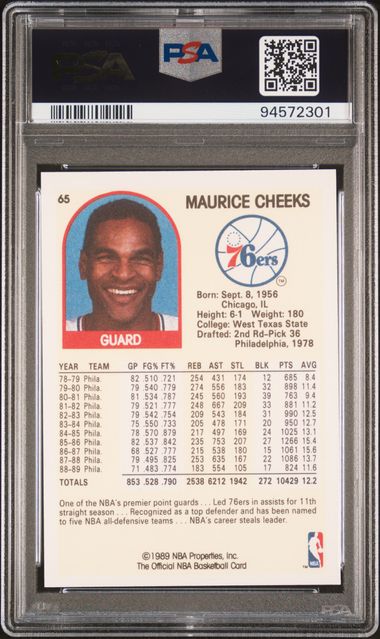 PSA
PSA
94572301
65 MAURICE CHEEKS
76ers
TM
GUARD
Born: Sept. 8, 1956
Chicago, IL
Height: 6-1 Weight: 180
College: West Texas State
Drafted: 2nd Rd-Pick 36
Philadelphia, 1978
YEAR TEAM GP FG% FT% REB AST STL BLK PTS AVG
78-79 Phila. 82 .510 .721 254 431 174 12 685 8.4
79-80 Phila. 79 .540 .779 274 556 183 32 898 11.4
80-81 Phila. 81 .534 .787 245 560 193 39 763 9.4
81-82 Phila. 79 .521 .777 248 667 209 33 881 11.2
82-83 Phila. 79 .542 .754 209 543 184 31 990 12.5
83-84 Phila. 75 .550 .733 205 478 171 20 950 12.7
84-85 Phila. 78 .570 .879 217 497 169 24 1025 13.1
85-86 Phila. 82 .537 .842 235 753 207 27 1266 15.4
86-87 Phila. 68 .527 .777 215 538 180 15 1061 15.6
87-88 Phila. 79 .495 .825 253 635 167 22 1086 13.7
88-89 Phila. 71 .483 .774 183 554 105 17 824 11.6
TOTALS 853 .528 .790 2538 6212 1942 272 10429 12.2
One of the NBA's premier point guards . . . Led 76ers in assists for 11th
straight season . . . Recognized as a top defender and has been named
to five NBA all-defensive teams . . . NBA's career steals leader.
©1989 NBA Properties, Inc.
The Official NBA Basketball Card
TM NBA